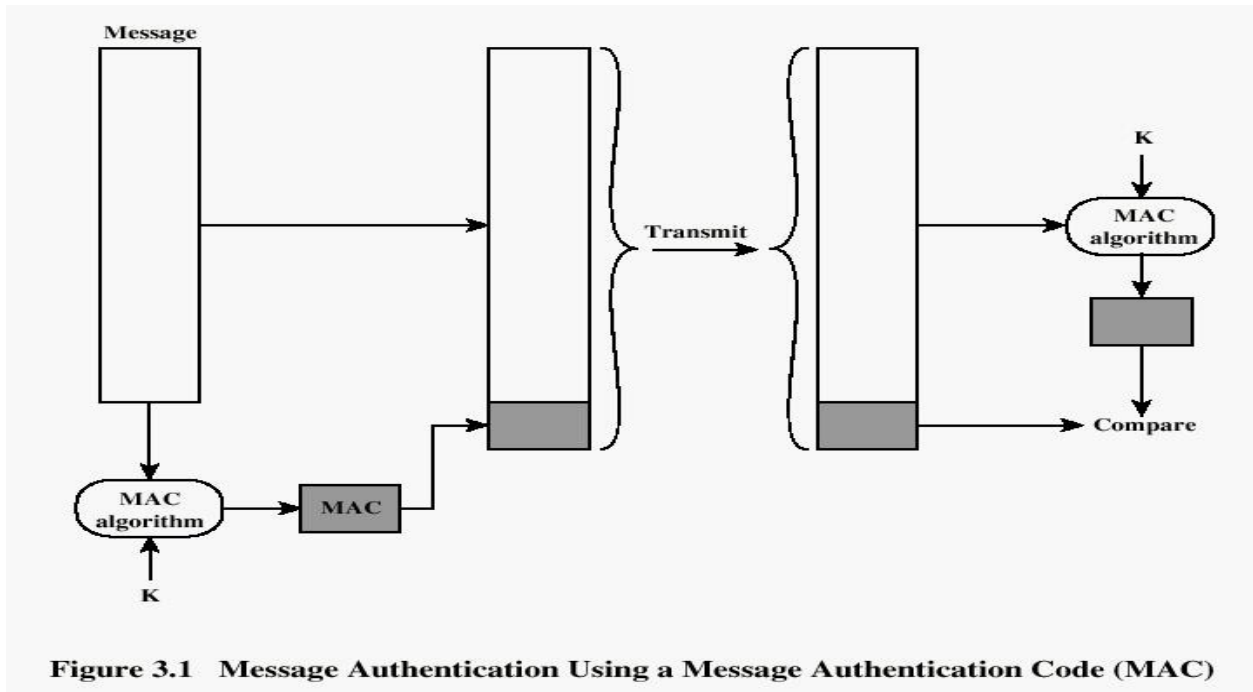 Message
K
Transmit
MAC
algorithm
Compare
MAC
algorithm
MAC
K
Figure 3.1 Message Authentication Using a Message Authentication Code (MAC)